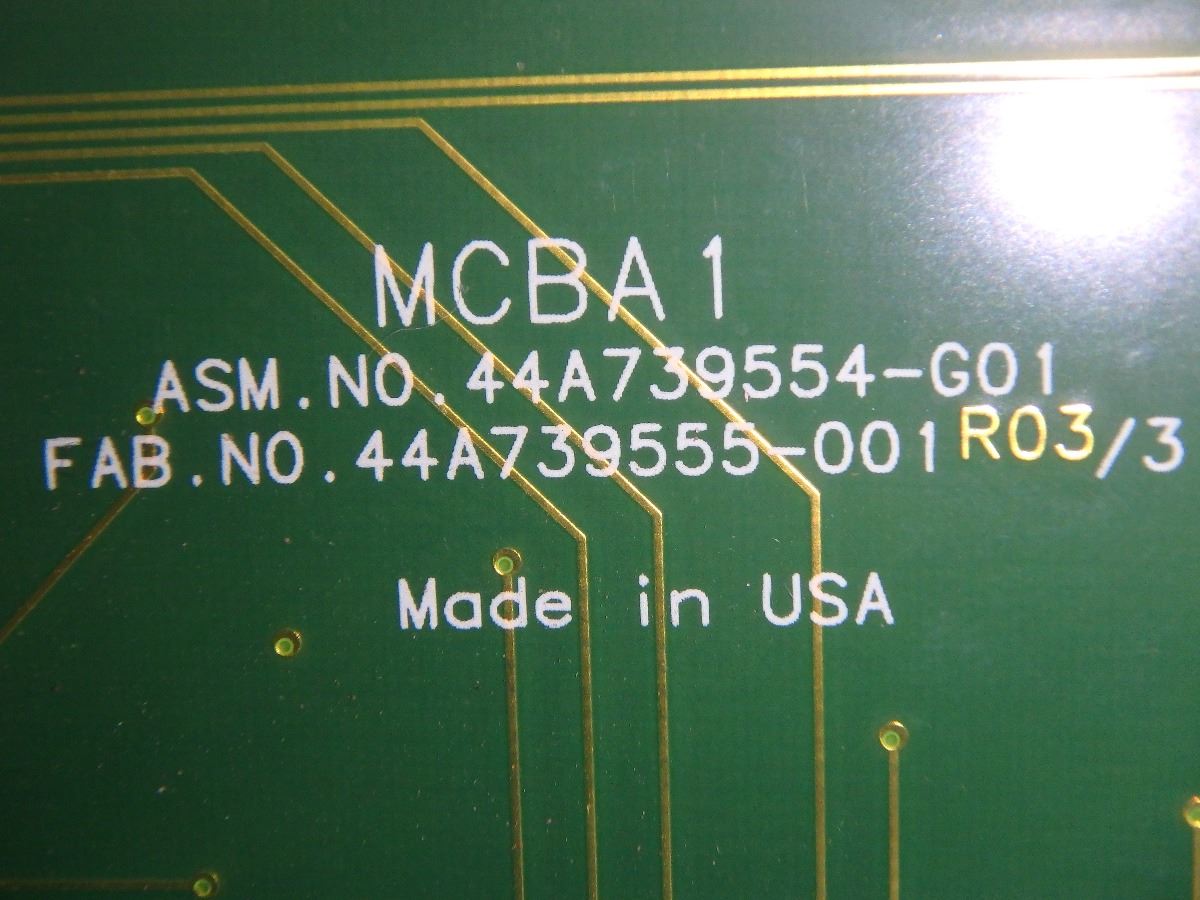 MCBA1
ASM.NO.44A739554-G01
FAB.NO.44A739555-001 R03/3
Made in USA